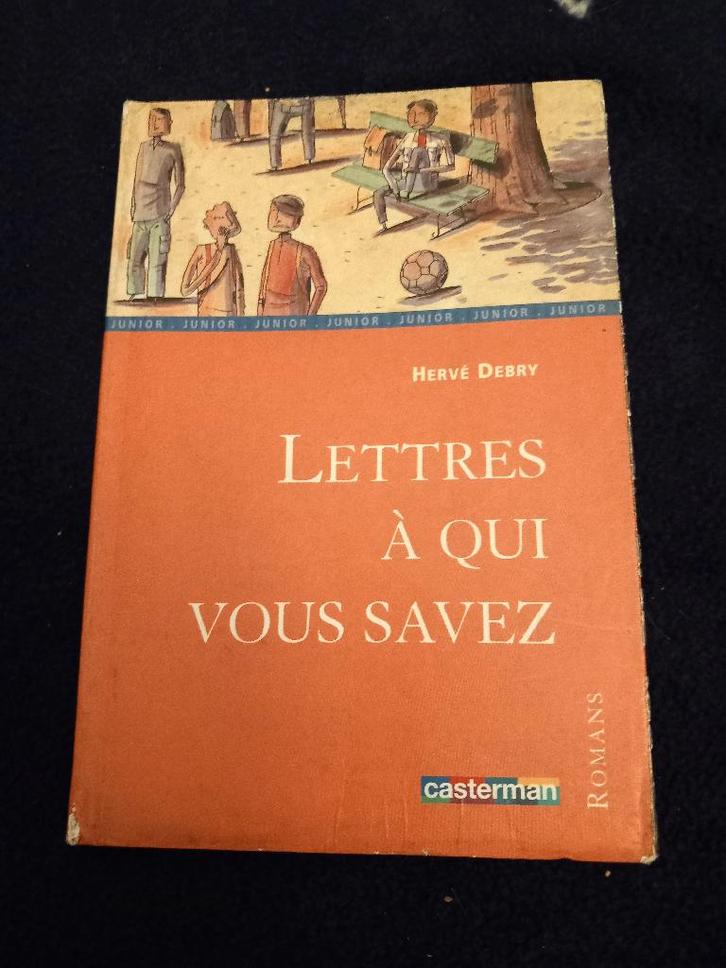 JUNIOR . JUNIOR . JUNIOR . JUNIOR . JUNIOR . JUNIOR . JUNIOR
HERVÉ DEBRY
LETTRES
À QUI
VOUS SAVEZ
casterman
ROMANS